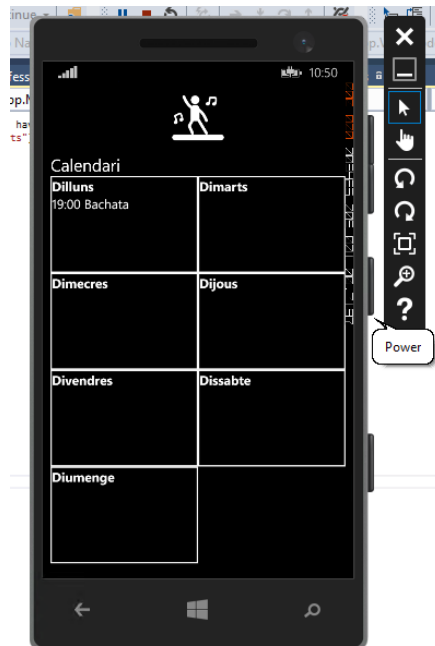 10:50
Calendari
Dilluns
19:00 Bachata
Dimarts
Dimecres
Dijous
Divendres
Dissabte
Diumenge
?
Power